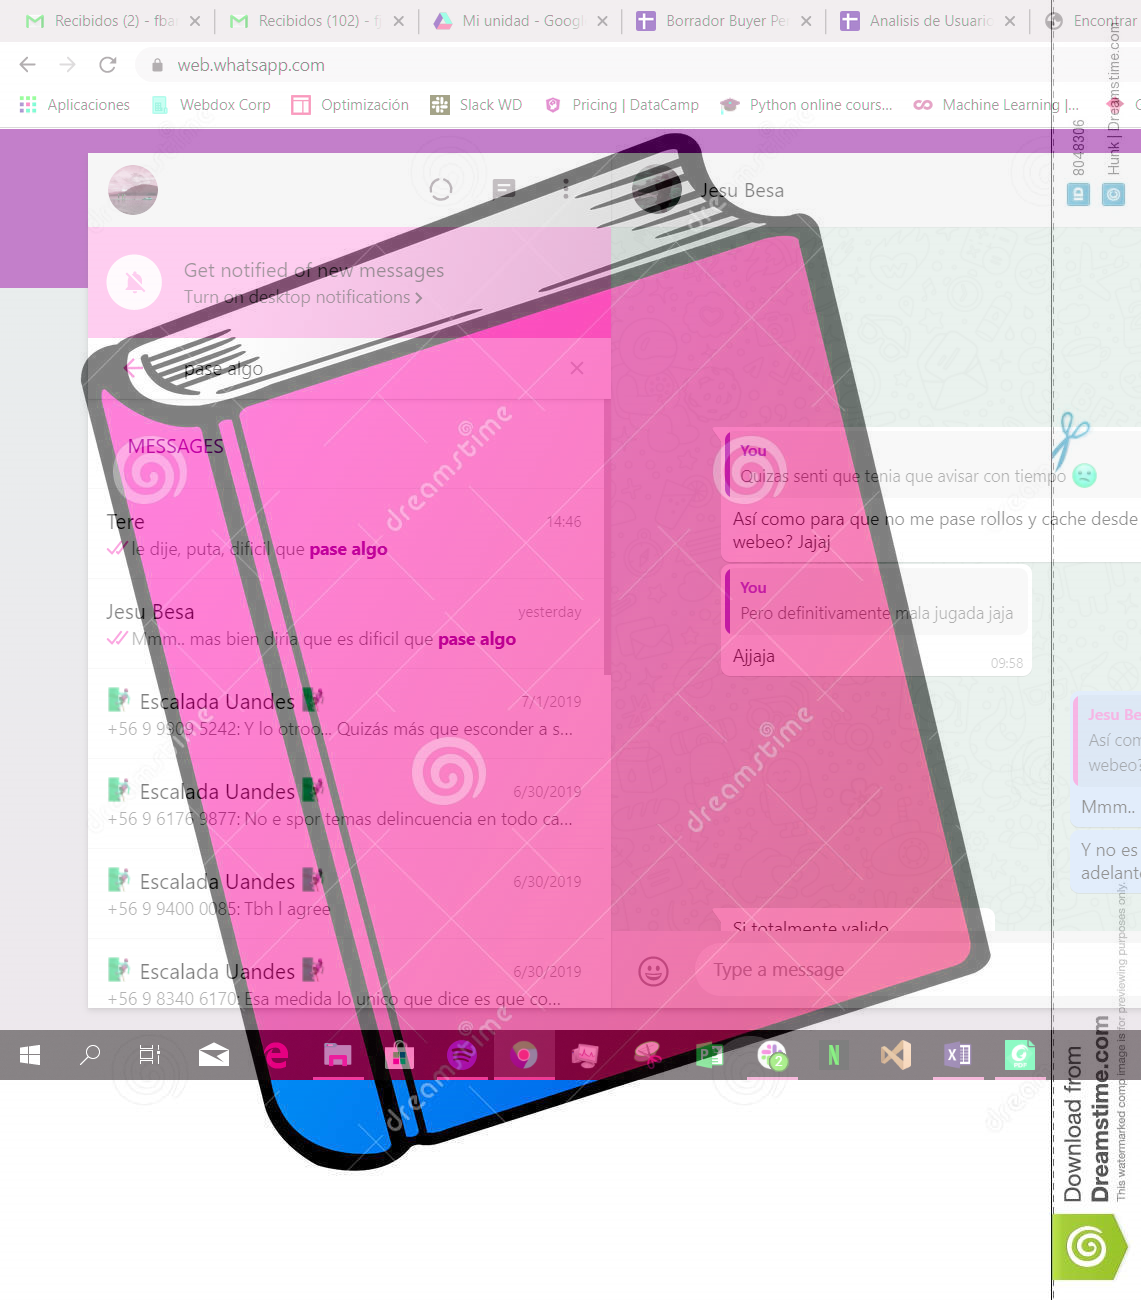 Recibidos (2) - fba
Recibidos (102) - f
Mi unidad - Googl
Borrador Buyer Pe
Analisis de Usuario
Encontrar
web.whatsapp.com
Aplicaciones
Webdox Corp
Optimización
Slack WD
Pricing | DataCamp
Python online cours...
Machine Learning |...
Jesu Besa
Get notified of new messages
Turn on desktop notifications >
pase algo
MESSAGES
Tere
14:46
le dije, puta, dificil que pase algo
Jesu Besa
yesterday
Mmm.. mas bien diria que es dificil que pase algo
Escalada Uandes
7/1/2019
+56 9 9909 5242: Y lo otroo... Quizás más que esconder a s...
Escalada Uandes
6/30/2019
+56 9 6176 9877: No e spor temas delincuencia en todo ca...
Escalada Uandes
6/30/2019
+56 9 9400 0085: Tbh I agree
Escalada Uandes
6/30/2019
+56 9 8340 6170: Esa medida lo unico que dice es que co...
You
Quizas senti que tenia que avisar con tiempo
Así como para que no me pase rollos y cache desde
webeo? Jajaj
You
Pero definitivamente mala jugada jaja
Ajjaja
09:58
Jesu Be
Así com
webeo?
Mmm..
Y no es
adelant
Si totalmente valido
Type a message
2
dreamstime
dreamstime
dreamstime
dreamstime
8048306
Hunk | Dreamstime.com
ID
©
Download from
Dreamstime.com
This watermarked comp image is for previewing purposes only.